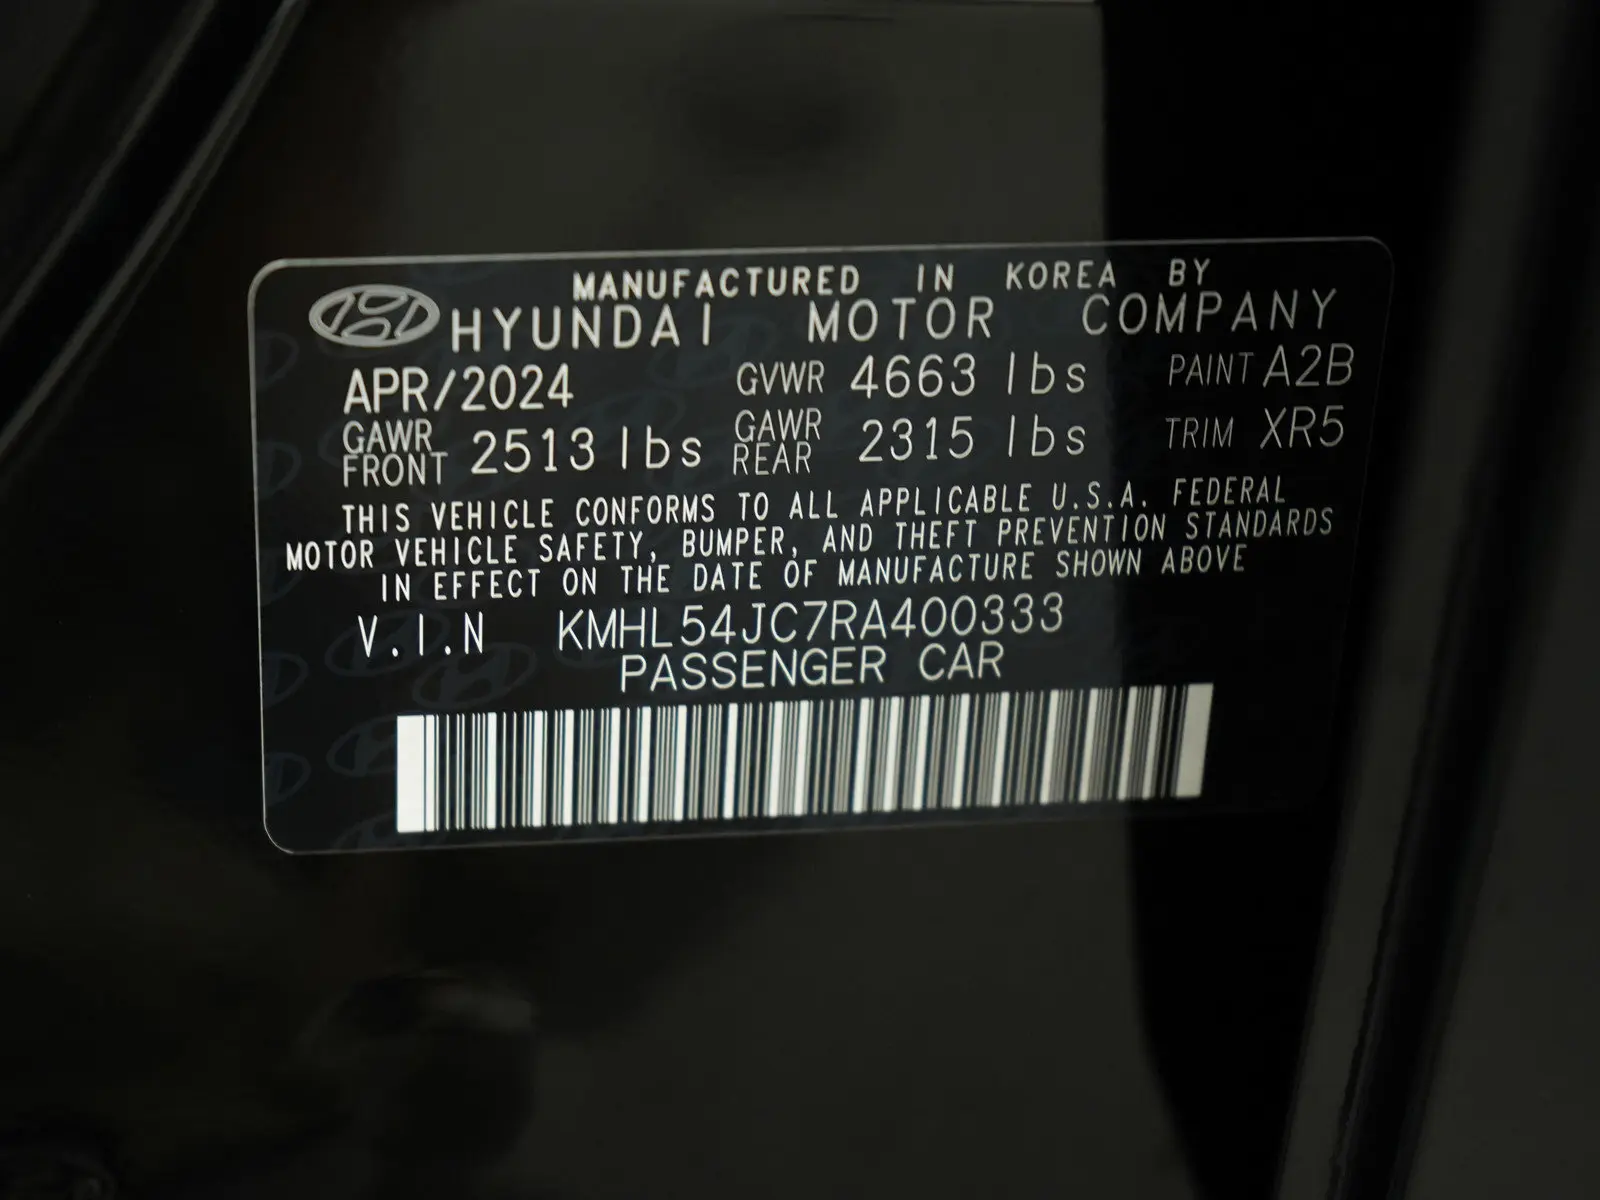 MANUFACTURED IN KOREA BY
HYUNDAI MOTOR COMPANY
APR/2024 GVWR 4663 lbs PAINT A2B
GAWR FRONT 2513 lbs GAWR REAR 2315 lbs TRIM XR5
THIS VEHICLE CONFORMS TO ALL APPLICABLE U.S.A. FEDERAL
MOTOR VEHICLE SAFETY, BUMPER, AND THEFT PREVENTION STANDARDS
IN EFFECT ON THE DATE OF MANUFACTURE SHOWN ABOVE
V.I.N KMHL54JC7RA400333
PASSENGER CAR